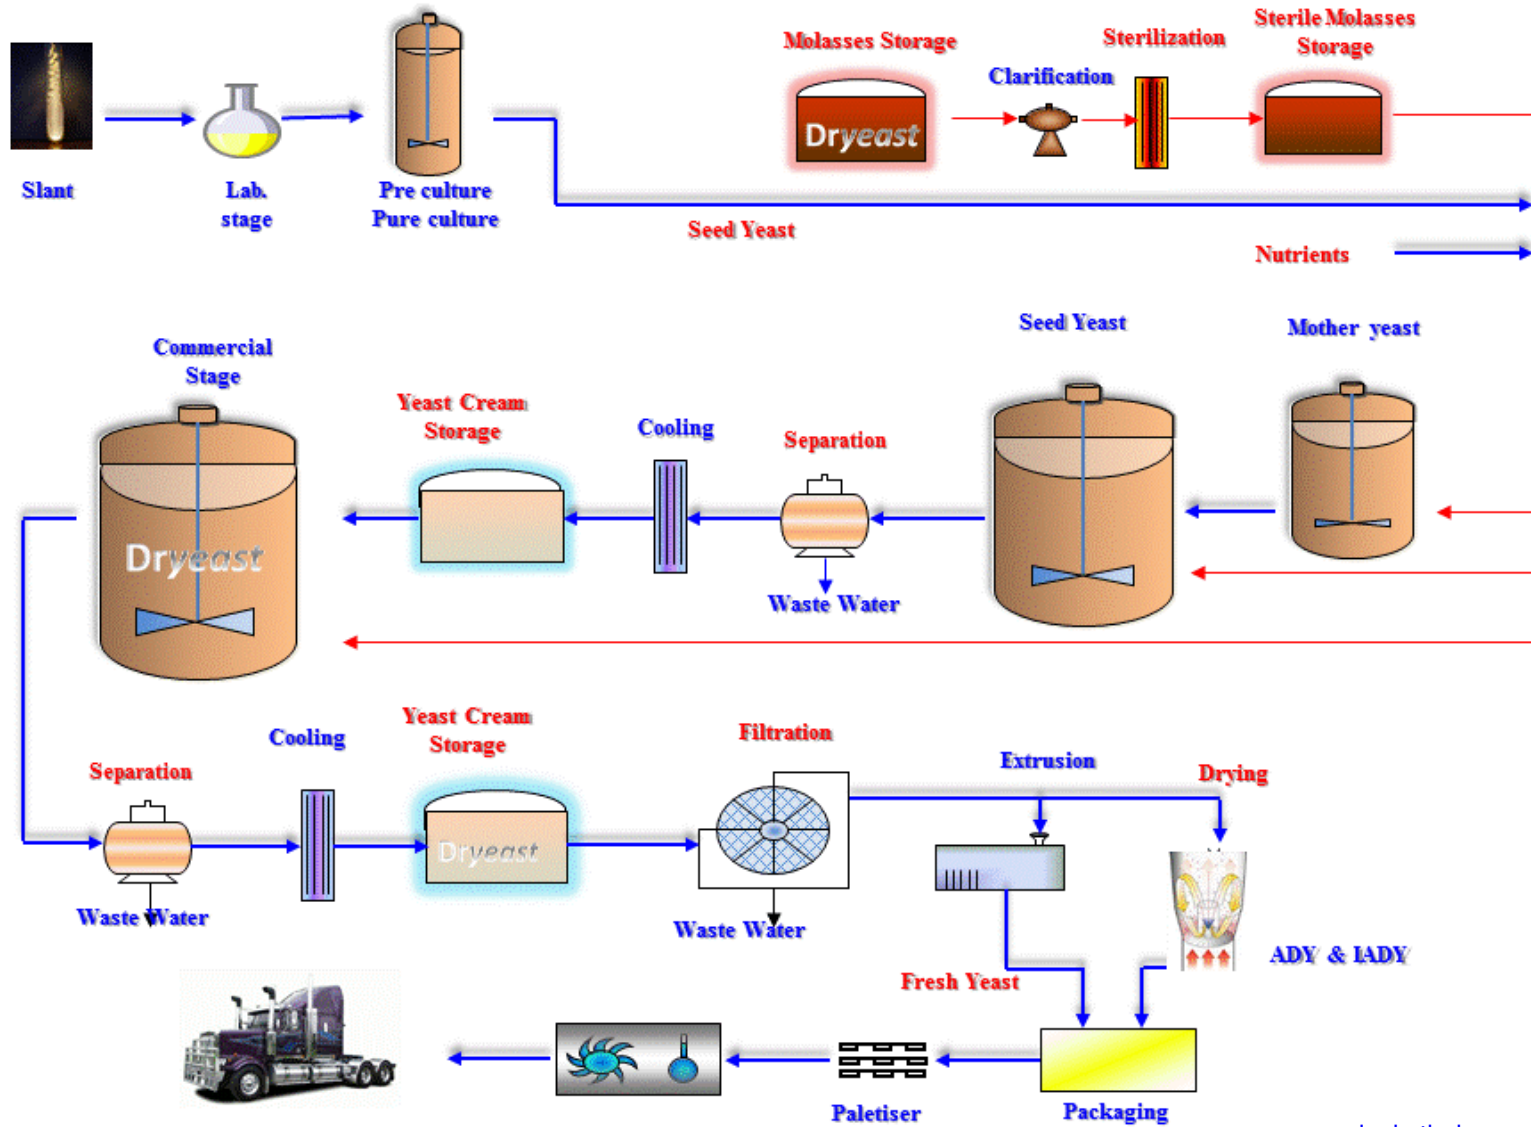 Molasses Storage
Sterilization
Sterile Molasses
Storage
Clarification
Dryeast
Slant
Lab.
stage
Pre culture
Pure culture
Seed Yeast
Nutrients
Commercial
Stage
Yeast Cream
Storage
Cooling
Separation
Seed Yeast
Mother yeast
Dryeast
Waste Water
Separation
Cooling
Yeast Cream
Storage
Filtration
Extrusion
Drying
Dryeast
Waste Water
Waste Water
Fresh Yeast
ADY & IADY
Paletiser
Packaging